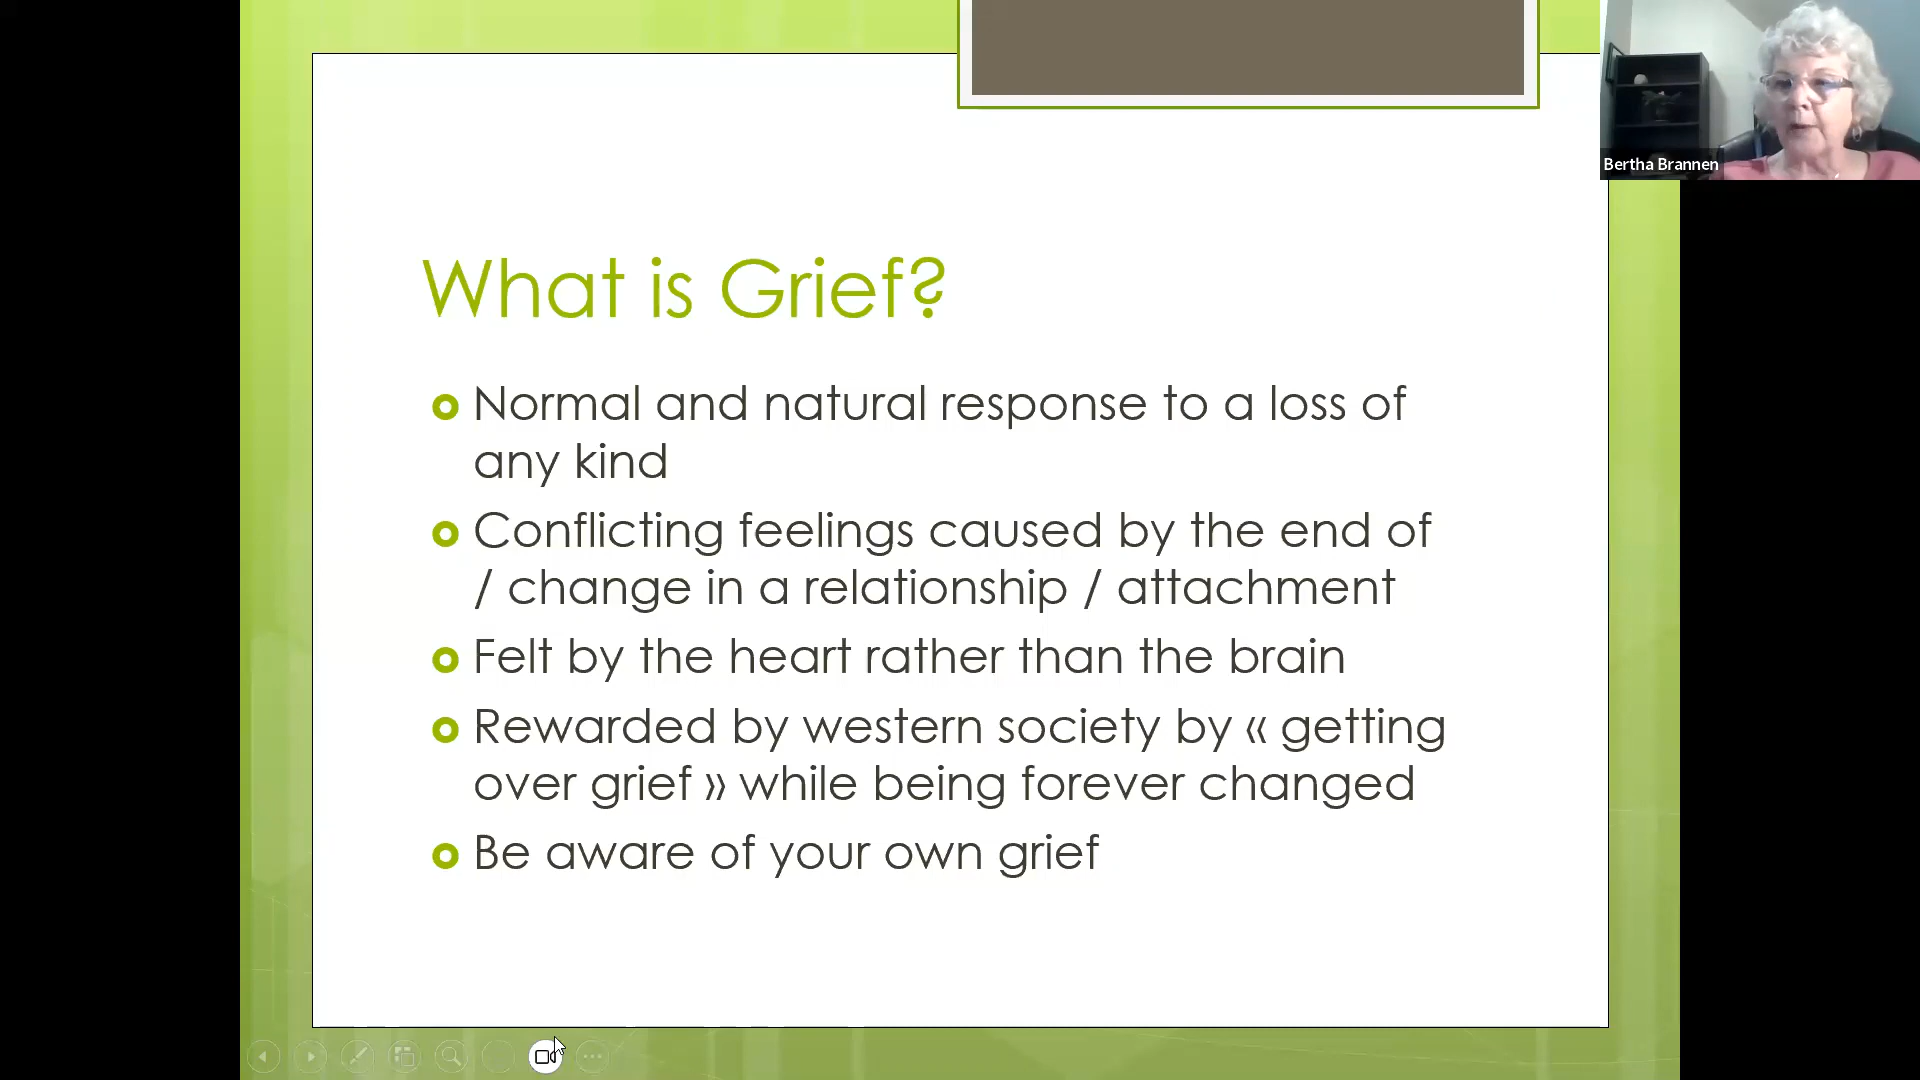 What is Grief?
Normal and natural response to a loss of
any kind
Conflicting feelings caused by the end of
/ change in a relationship / attachment
Felt by the heart rather than the brain
Rewarded by western society by « getting
over grief » while being forever changed
Be aware of your own grief
Bertha Brannen